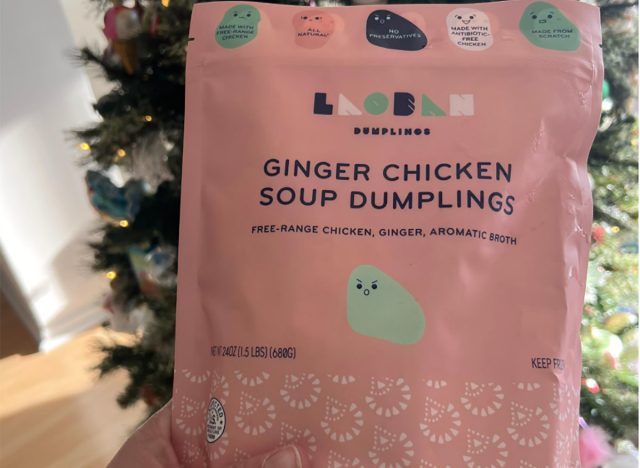 MADE WITH
FREE-RANGE
CHICKEN
ALL
NATURAL*
NO
PRESERVATIVES
MADE WITH
ANTIBIOTIC-
FREE
CHICKEN
MADE FROM
SCRATCH
LAOBAN
DUMPLINGS
GINGER CHICKEN
SOUP DUMPLINGS
FREE-RANGE CHICKEN, GINGER, AROMATIC BROTH
NET WT 24OZ (1.5 LBS) (680G)
KEEP